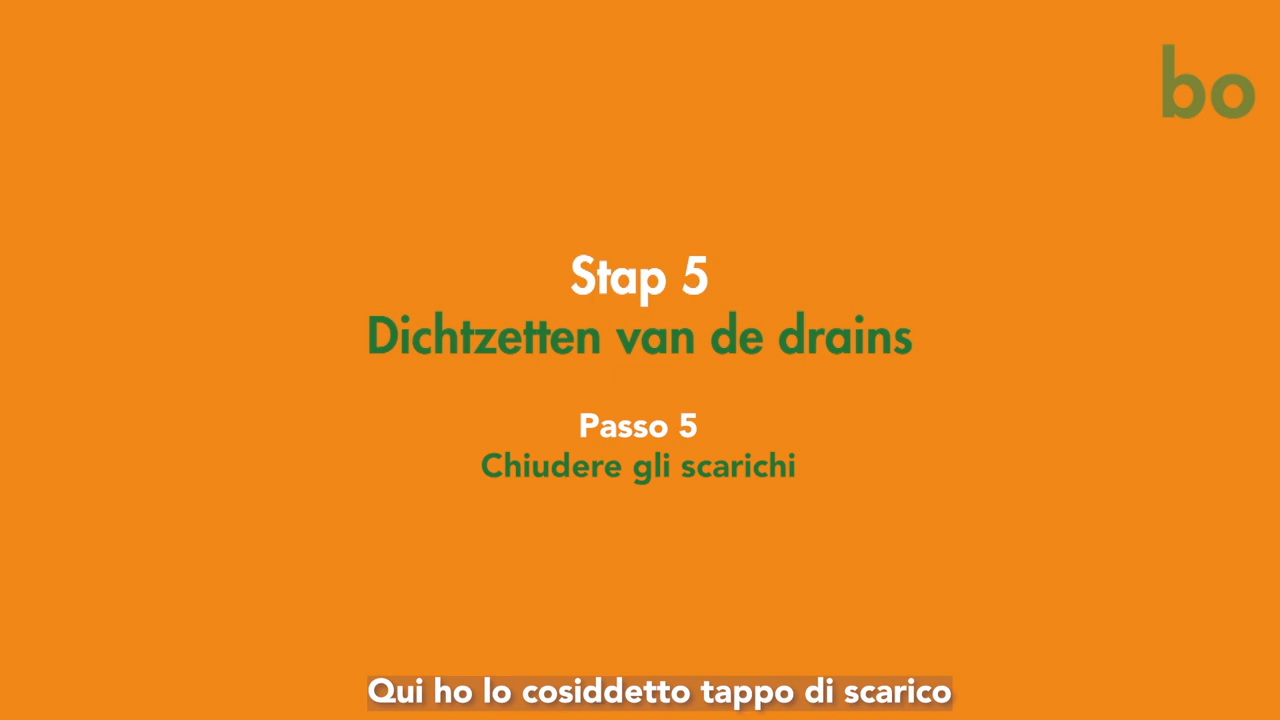 bo
Stap 5
Dichtzetten van de drains
Passo 5
Chiudere gli scarichi
Qui ho lo cosiddetto tappo di scarico